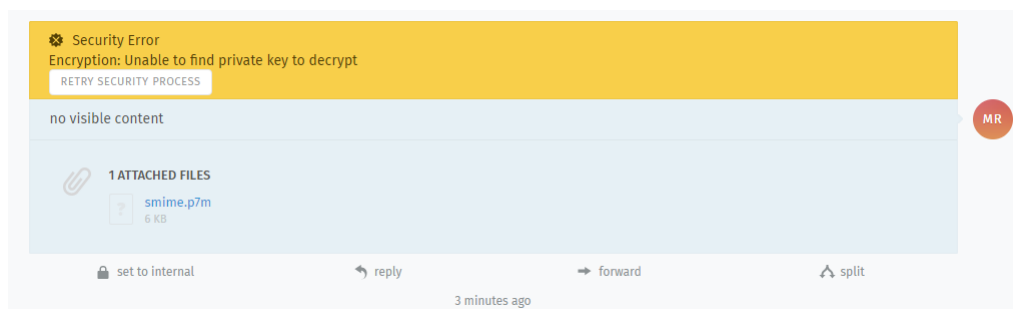 Security Error
Encryption: Unable to find private key to decrypt
RETRY SECURITY PROCESS
no visible content
MR
1 ATTACHED FILES
?
smime.p7m
6 KB
set to internal
reply
forward
split
3 minutes ago